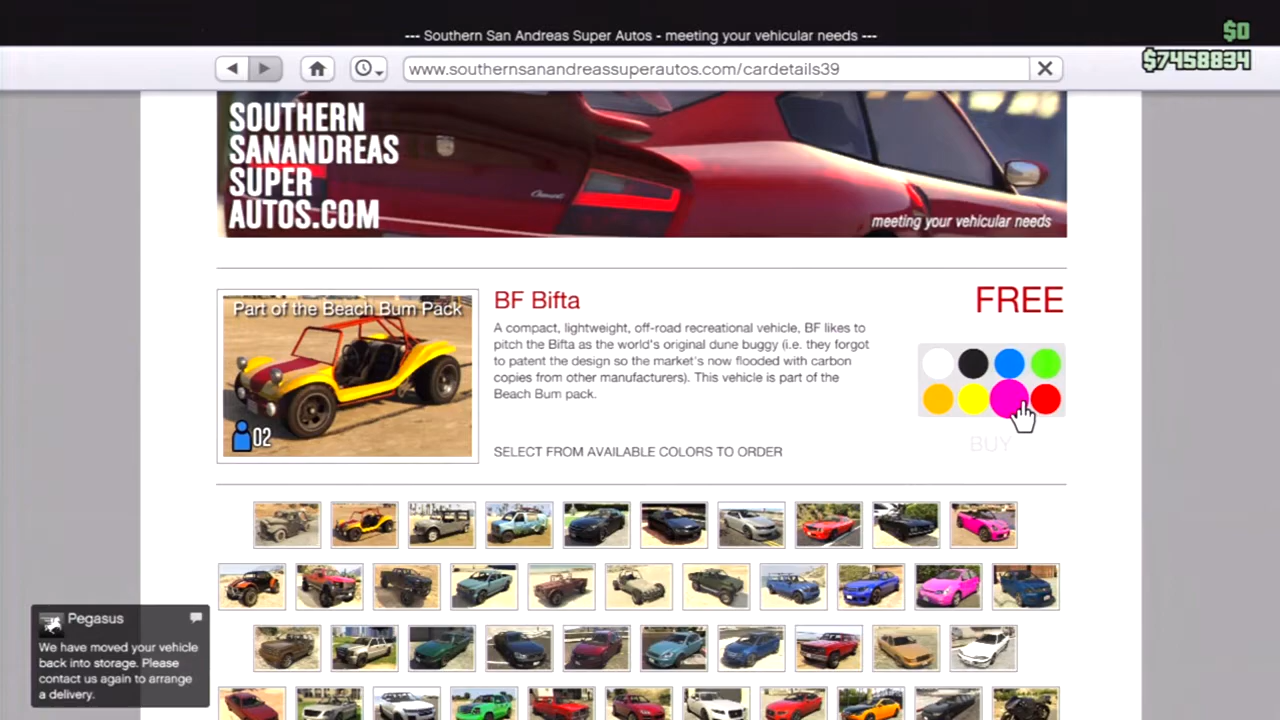 --- Southern San Andreas Super Autos - meeting your vehicular needs ---
$0
$7458834
www.southernsanandreassuperautos.com/cardetails39
SOUTHERN
SANANDREAS
SUPER
AUTOS.COM
meeting your vehicular needs
Part of the Beach Bum Pack
02
BF Bifta
FREE
A compact, lightweight, off-road recreational vehicle, BF likes to
pitch the Bifta as the world's original dune buggy (i.e. they forgot
to patent the design so the market's now flooded with carbon
copies from other manufacturers). This vehicle is part of the
Beach Bum pack.
BUY
SELECT FROM AVAILABLE COLORS TO ORDER
Pegasus
We have moved your vehicle
back into storage. Please
contact us again to arrange
a delivery.